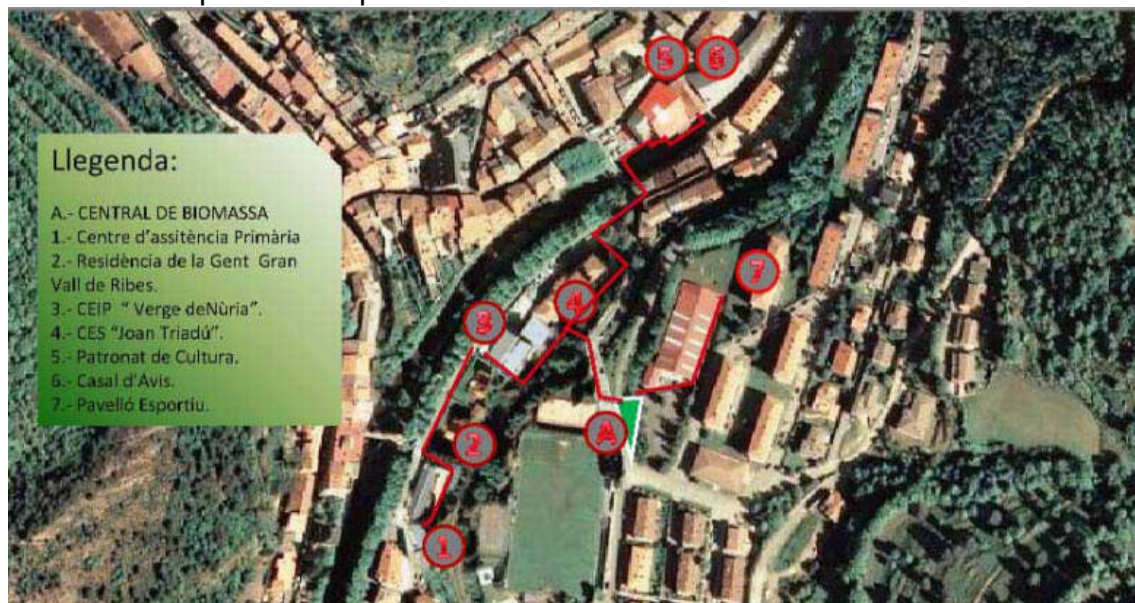 Llegenda:
A.- CENTRAL DE BIOMASSA
1.- Centre d'assitència Primària
2.- Residència de la Gent Gran
Vall de Ribes.
3.- CEIP " Verge deNúria".
4.- CES "Joan Triadú".
5.- Patronat de Cultura.
6.- Casal d'Avis.
7.- Pavelló Esportiu.
5
6
7
4
3
A
2
1